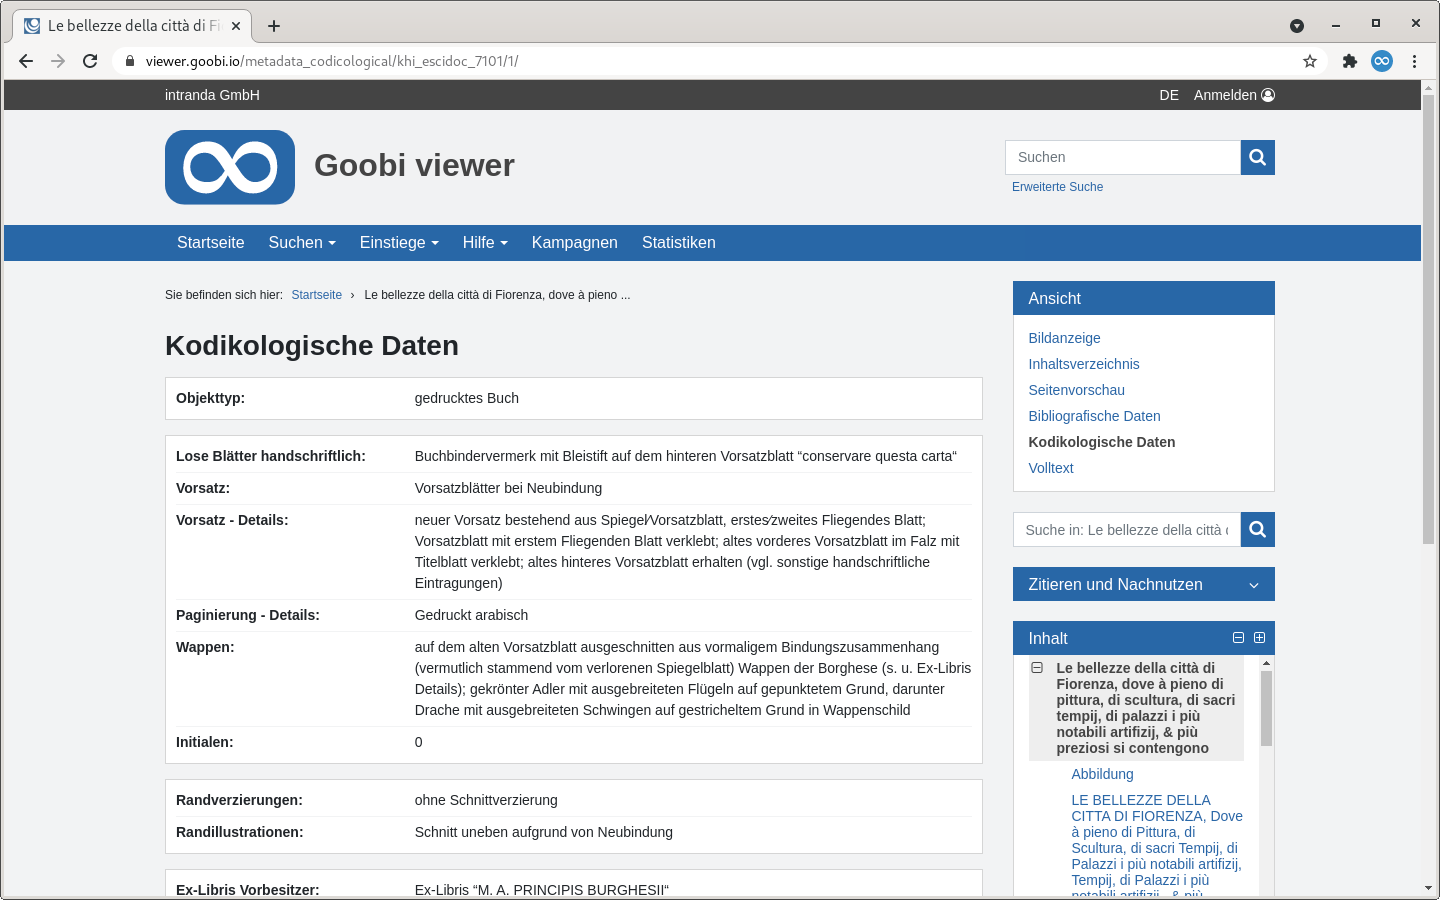 Le bellezze della città di Fi
viewer.goobi.io/metadata_codicological/khi_escidoc_7101/1/
intranda GmbH
DE Anmelden
Goobi viewer
Suchen
Erweiterte Suche
Startseite Suchen Einstiege Hilfe Kampagnen Statistiken
Sie befinden sich hier: Startseite › Le bellezze della città di Fiorenza, dove à pieno ...
Kodikologische Daten
Objekttyp: gedrucktes Buch
Lose Blätter handschriftlich: Buchbindervermerk mit Bleistift auf dem hinteren Vorsatzblatt “conservare questa carta“
Vorsatz: Vorsatzblätter bei Neubindung
Vorsatz - Details: neuer Vorsatz bestehend aus Spiegel⁄Vorsatzblatt, erstes⁄zweites Fliegendes Blatt;
Vorsatzblatt mit erstem Fliegenden Blatt verklebt; altes vorderes Vorsatzblatt im Falz mit
Titelblatt verklebt; altes hinteres Vorsatzblatt erhalten (vgl. sonstige handschriftliche
Eintragungen)
Paginierung - Details: Gedruckt arabisch
Wappen: auf dem alten Vorsatzblatt ausgeschnitten aus vormaligem Bindungszusammenhang
(vermutlich stammend vom verlorenen Spiegelblatt) Wappen der Borghese (s. u. Ex-Libris
Details); gekrönter Adler mit ausgebreiteten Flügeln auf gepunktetem Grund, darunter
Drache mit ausgebreiteten Schwingen auf gestricheltem Grund in Wappenschild
Initialen: 0
Randverzierungen: ohne Schnittverzierung
Randillustrationen: Schnitt uneben aufgrund von Neubindung
Ex-Libris Vorbesitzer: Ex-Libris “M. A. PRINCIPIS BURGHESII“
Ansicht
Bildanzeige
Inhaltsverzeichnis
Seitenvorschau
Bibliografische Daten
Kodikologische Daten
Volltext
Suche in: Le bellezze della città
Zitieren und Nachnutzen
Inhalt
Le bellezze della città di
Fiorenza, dove à pieno di
pittura, di scultura, di sacri
tempij, di palazzi i più
notabili artifizij, & più
preziosi si contengono
Abbildung
LE BELLEZZE DELLA
CITTA DI FIORENZA, Dove
à pieno di Pittura, di
Scultura, di sacri Tempij, di
Palazzi i più notabili artifizij,
Tempij, di Palazzi i più
notabili artifizij, & più